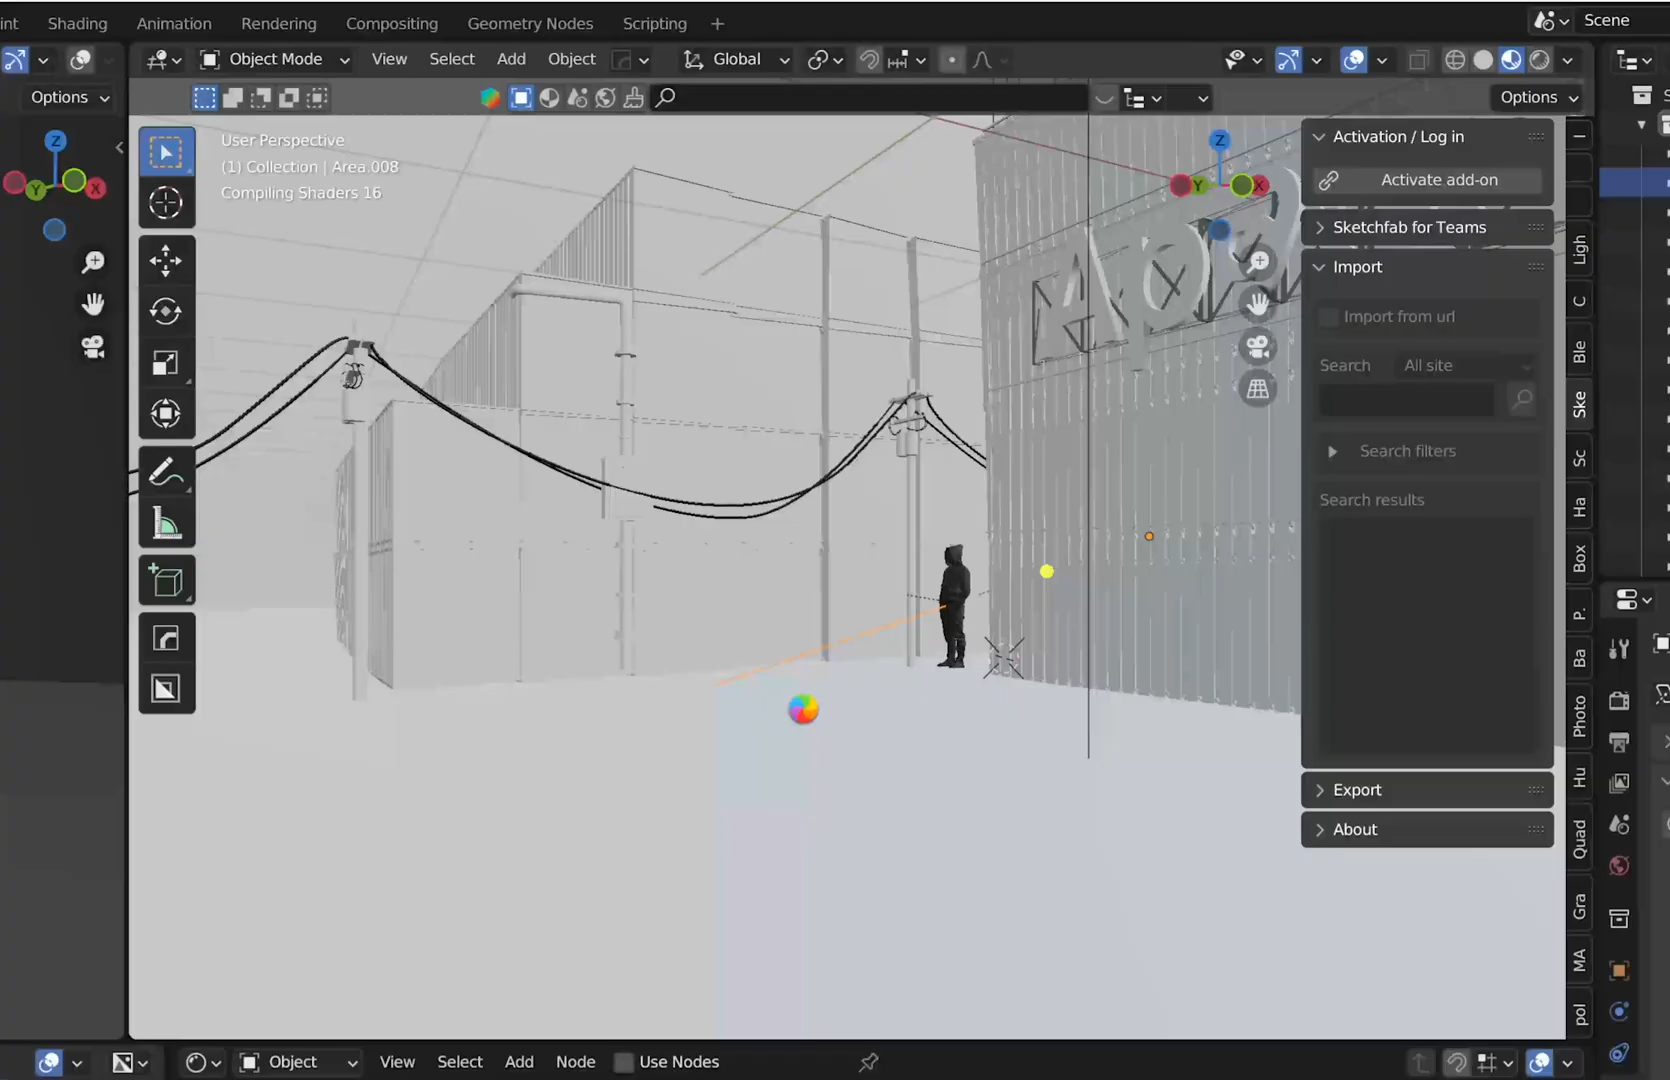 int Shading Animation Rendering Compositing Geometry Nodes Scripting + Scene
Object Mode View Select Add Object Global
Options Options
User Perspective
(1) Collection | Area.008
Compiling Shaders 16
Z
Y
X
Z
Y
X
Activation / Log in
Activate add-on
Sketchfab for Teams
Import
Import from url
Search All site
Search filters
Search results
Export
About
Ligh
C
Ble
Ske
Sc
Ha
Box
P.
Ba
Photo
Hu
Quad
Gra
MA
pol
Object View Select Add Node Use Nodes